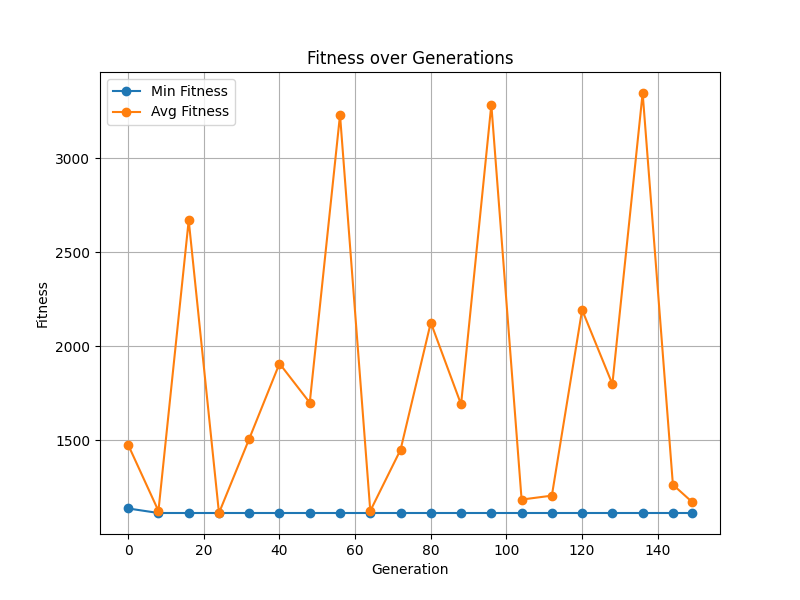 Fitness over Generations
Min Fitness
Avg Fitness
3000
2500
2000
1500
Fitness
0 20 40 60 80 100 120 140
Generation